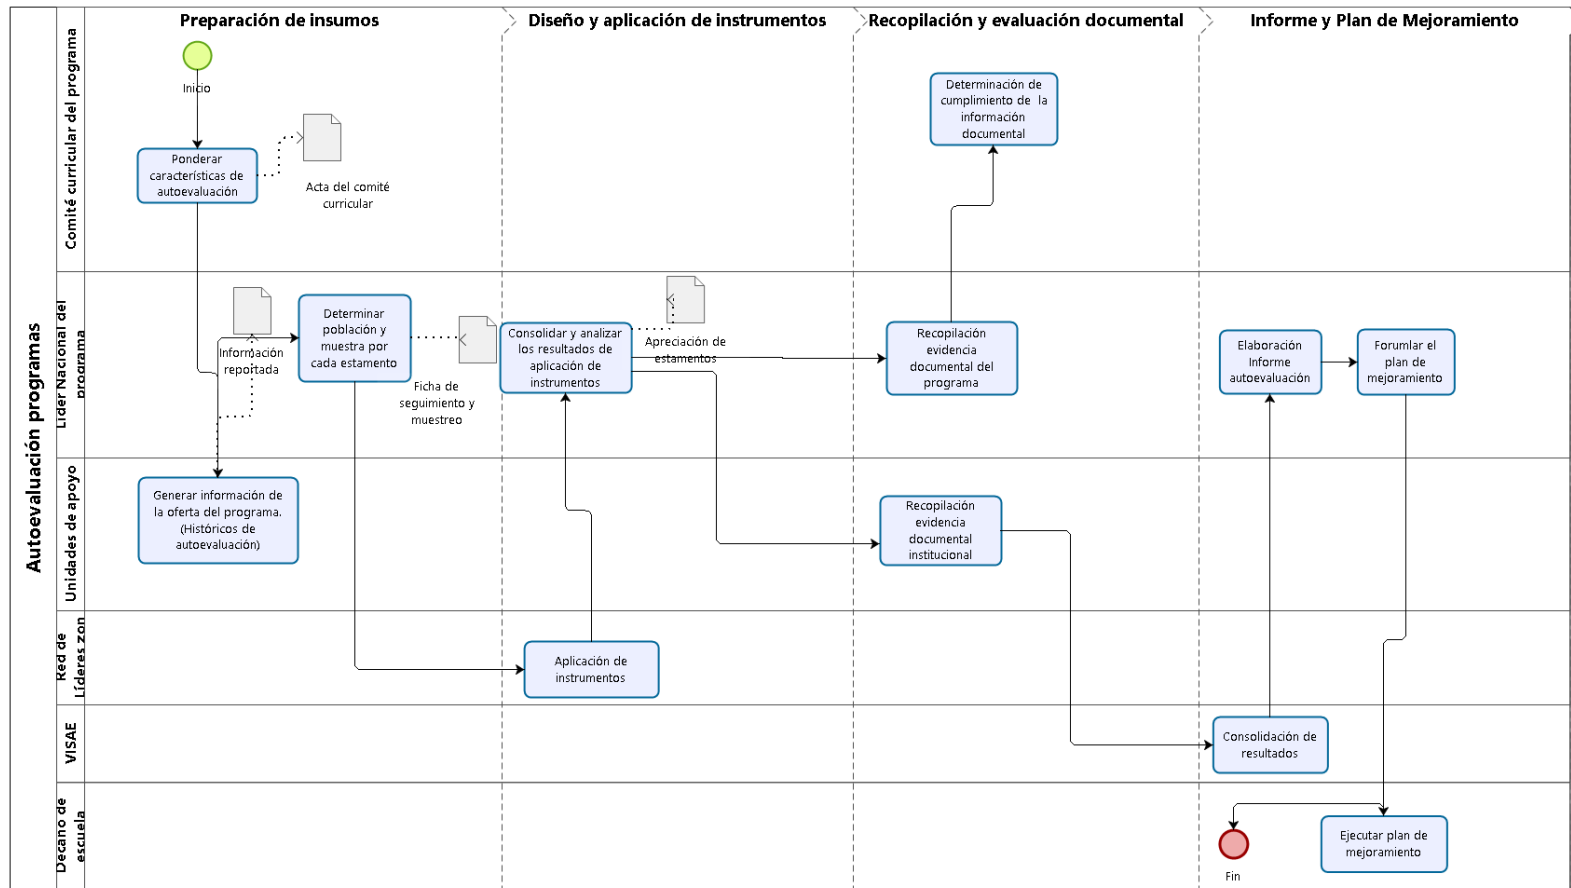 Autoevaluación programas
Preparación de insumos
Diseño y aplicación de instrumentos
Recopilación y evaluación documental
Informe y Plan de Mejoramiento
Comité curricular del programa
Inicio
Ponderar
características de
autoevaluación
Acta del comité
curricular
Determinación de
cumplimiento de la
información
documental
Líder Nacional del
programa
Información
reportada
Determinar
población y
muestra por
cada estamento
Ficha de
seguimiento y
muestreo
Consolidar y analizar
los resultados de
aplicación de
instrumentos
Apreciación de
estamentos
Recopilación
evidencia
documental del
programa
Elaboración
Informe
autoevaluación
Forumlar el
plan de
mejoramiento
Unidades de apoyo
Generar información de
la oferta del programa.
(Históricos de
autoevaluación)
Recopilación
evidencia
documental
institucional
Red de
Líderes zon
Aplicación de
instrumentos
VISAE
Consolidación de
resultados
Decano de
escuela
Fin
Ejecutar plan de
mejoramiento